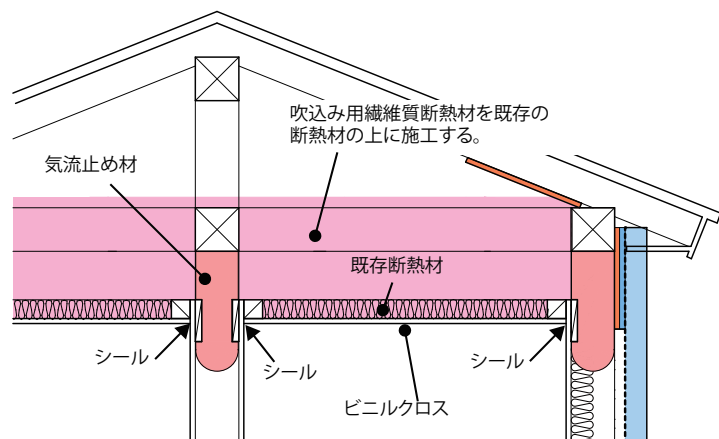 吹込み用繊維質断熱材を既存の
断熱材の上に施工する。
気流止め材
既存断熱材
シール
シール
シール
ビニルクロス